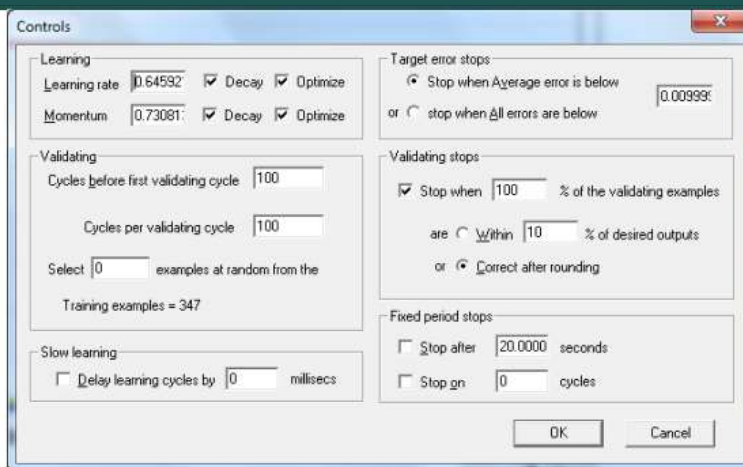 Controls
Learning
Learning rate 0.64592 Decay Optimize
Momentum 0.73081 Decay Optimize
Validating
Cycles before first validating cycle 100
Cycles per validating cycle 100
Select 0 examples at random from the
Training examples = 347
Slow learning
Delay learning cycles by 0 millisecs
Target error stops
Stop when Average error is below
or stop when All errors are below
0.00999
Validating stops
Stop when 100 % of the validating examples
are Within 10 % of desired outputs
or Correct after rounding
Fixed period stops
Stop after 20.0000 seconds
Stop on 0 cycles
OK Cancel